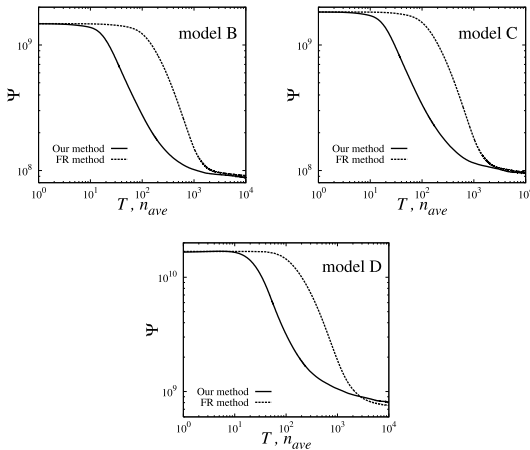 model B
10^9
Ψ
10^8
Our method
FR method
10^0 10^1 10^2 10^3 10^4
T , n_ave
model C
10^9
Ψ
10^8
Our method
FR method
10^0 10^1 10^2 10^3 10^4
T , n_ave
model D
10^10
Ψ
10^9
Our method
FR method
10^0 10^1 10^2 10^3 10^4
T , n_ave